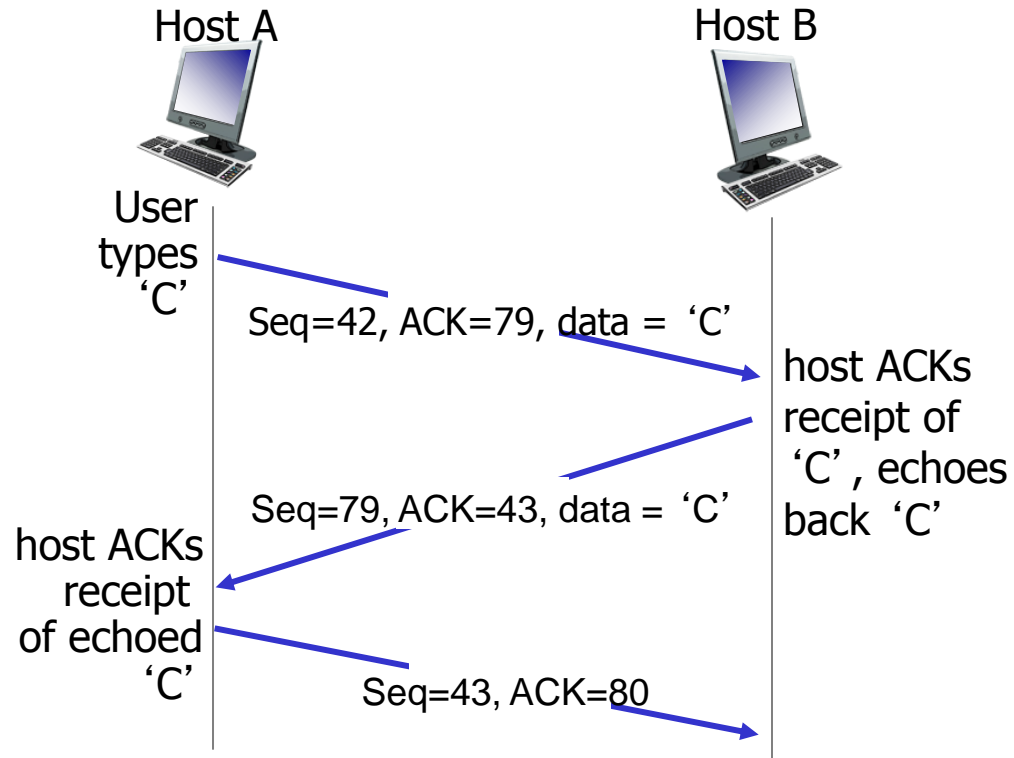 Host A
Host B
User
types
‘C’
Seq=42, ACK=79, data = ‘C’
host ACKs
receipt of
‘C’, echoes
back ‘C’
Seq=79, ACK=43, data = ‘C’
host ACKs
receipt
of echoed
‘C’
Seq=43, ACK=80